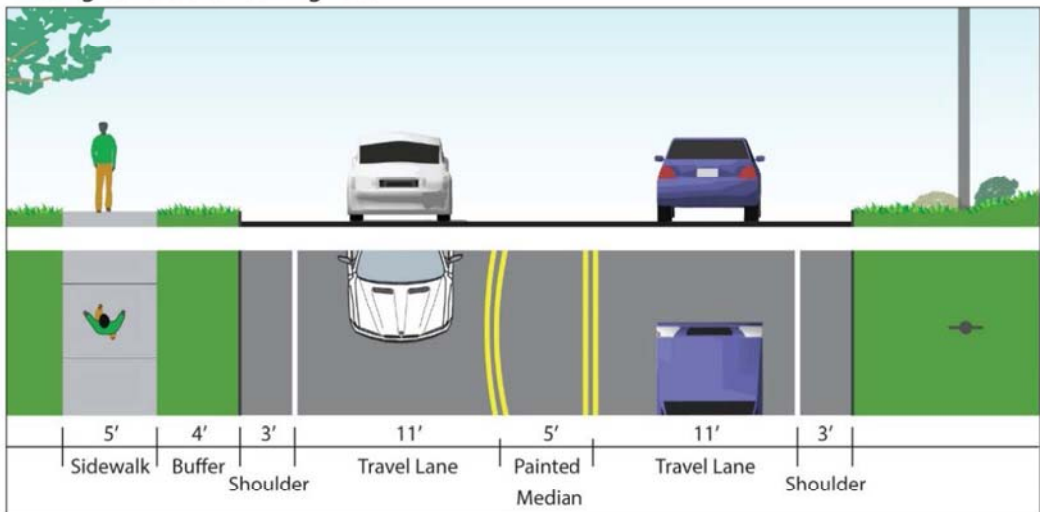 5′ 4′ 3′ 11′ 5′ 11′ 3′
Sidewalk Buffer Shoulder Travel Lane Painted Travel Lane Shoulder
Median